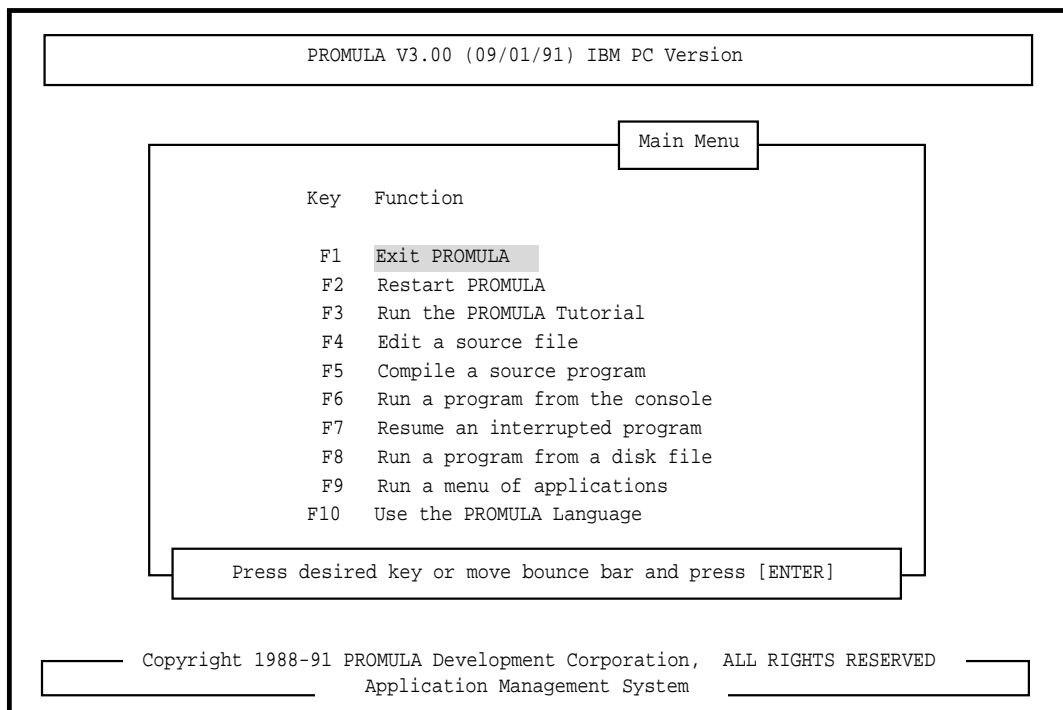 PROMULA V3.00 (09/01/91) IBM PC Version
Main Menu
Key Function
F1 Exit PROMULA
F2 Restart PROMULA
F3 Run the PROMULA Tutorial
F4 Edit a source file
F5 Compile a source program
F6 Run a program from the console
F7 Resume an interrupted program
F8 Run a program from a disk file
F9 Run a menu of applications
F10 Use the PROMULA Language
Press desired key or move bounce bar and press [ENTER]
Copyright 1988-91 PROMULA Development Corporation, ALL RIGHTS RESERVED
Application Management System